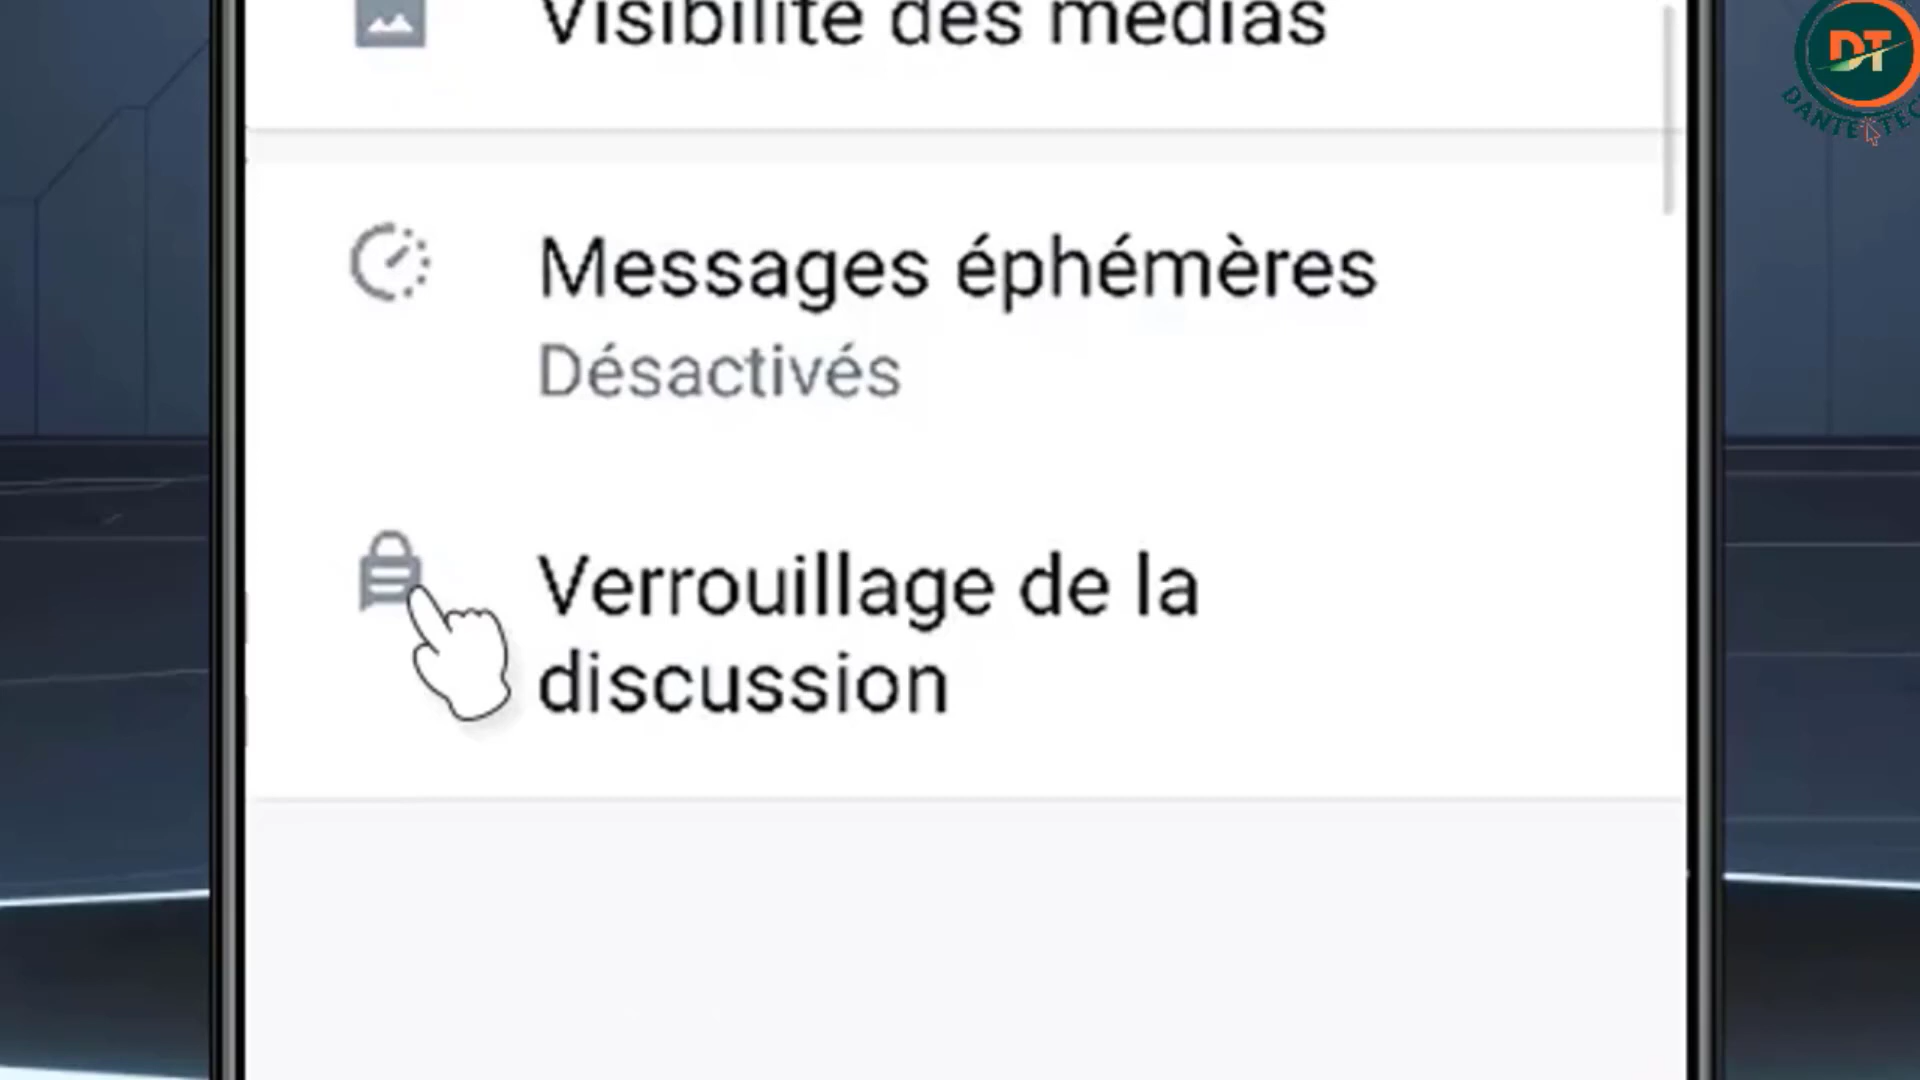 Visibilité des médias
Messages éphémères
Désactivés
Verrouillage de la
discussion
DT